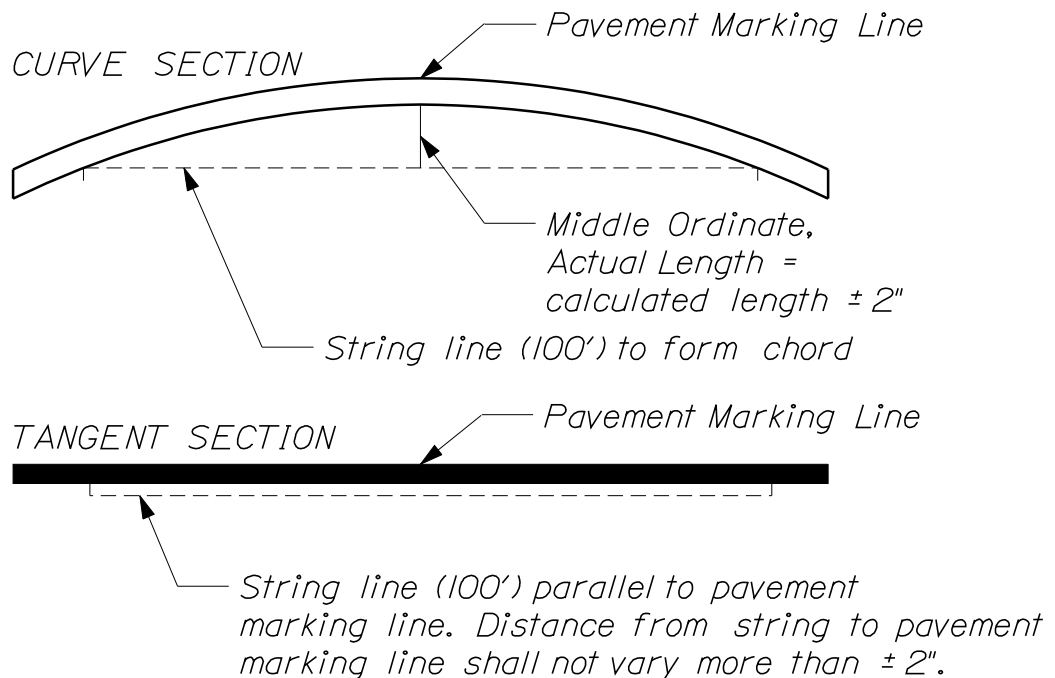 Pavement Marking Line
CURVE SECTION
Middle Ordinate,
Actual Length =
calculated length ± 2"
String line (100') to form chord
Pavement Marking Line
TANGENT SECTION
String line (100') parallel to pavement
marking line. Distance from string to pavement
marking line shall not vary more than ± 2".